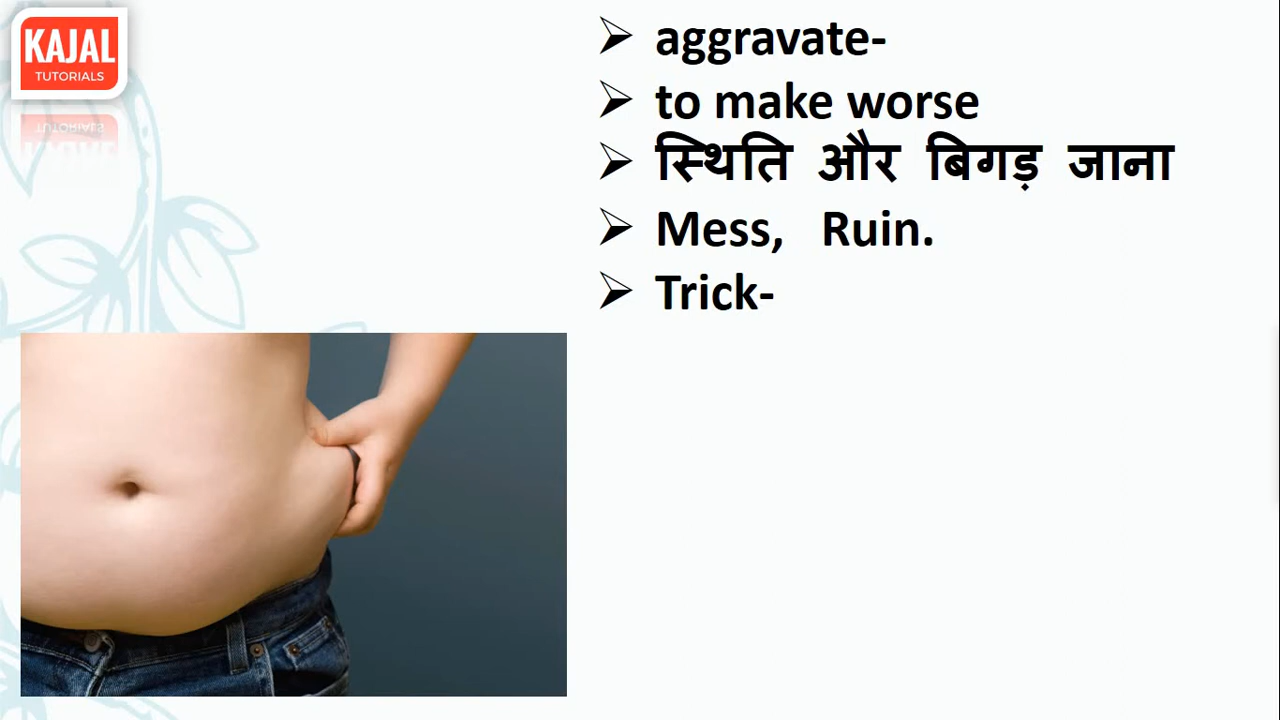 KAJAL
TUTORIALS
aggravate-
to make worse
स्थिति और बिगड़ जाना
Mess, Ruin.
Trick-